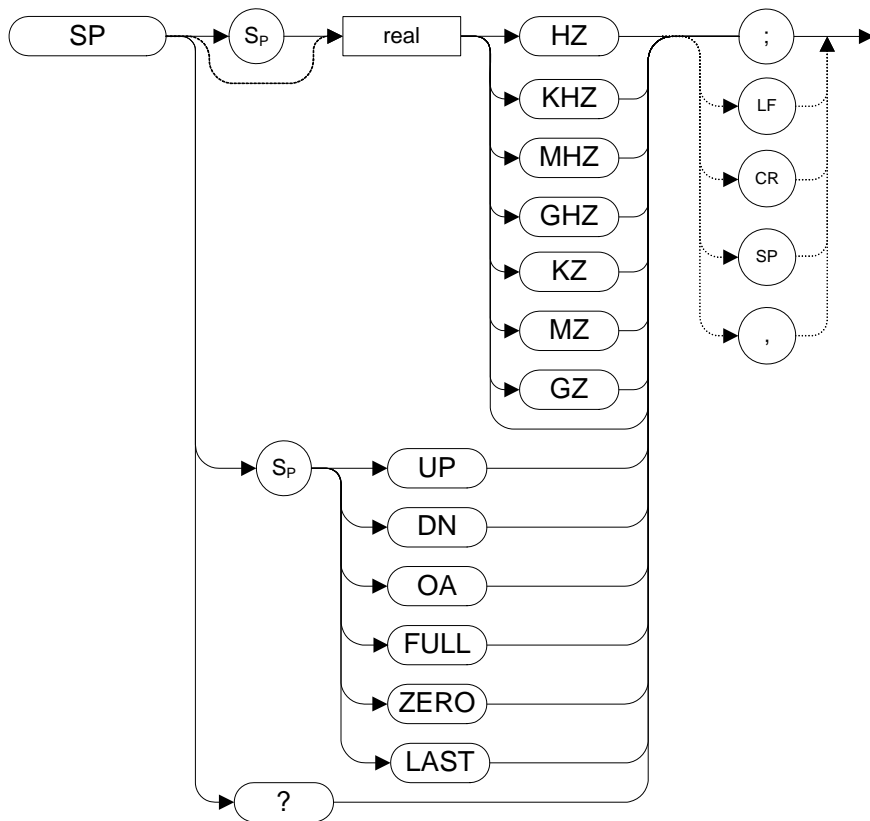 SP SP real HZ ;
KHZ LF
MHZ CR
GHZ SP
KZ
MZ ,
GZ
SP UP
DN
OA
FULL
ZERO
LAST
?